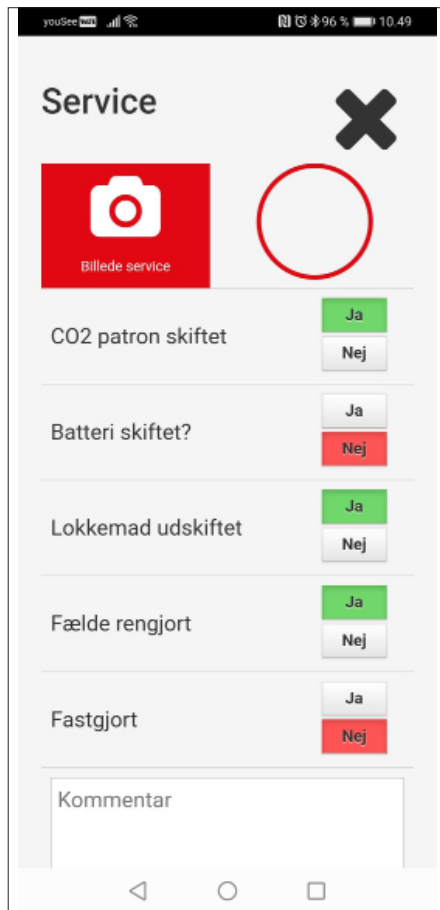 youSee WiFi 96 % 10.49
Service
Billede service
CO2 patron skiftet
Ja
Nej
Batteri skiftet?
Ja
Nej
Lokkemad udskiftet
Ja
Nej
Fælde rengjort
Ja
Nej
Fastgjort
Ja
Nej
Kommentar